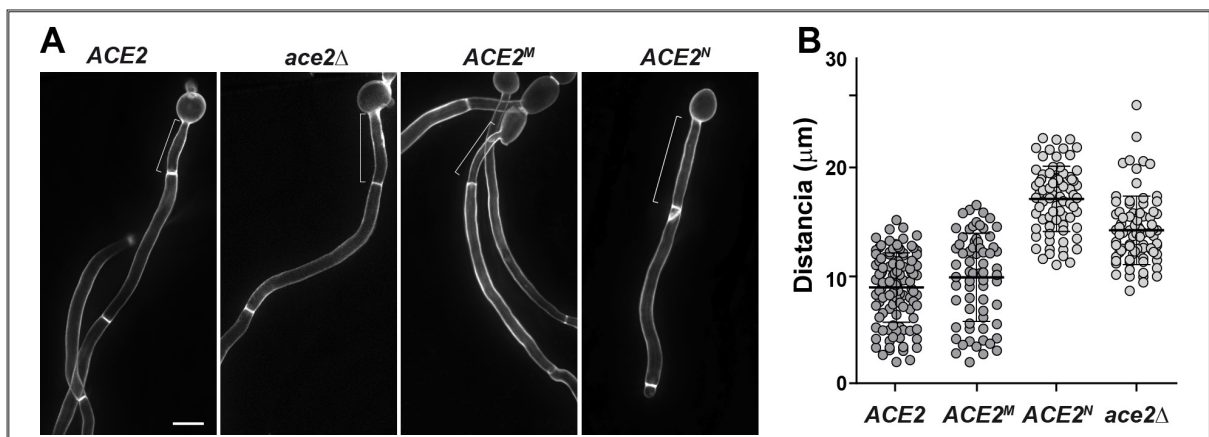 A
ACE2
ace2Δ
ACE2ᴹ
ACE2ᴺ
B
Distancia (μm)
30
20
10
0
ACE2
ACE2ᴹ
ACE2ᴺ
ace2Δ